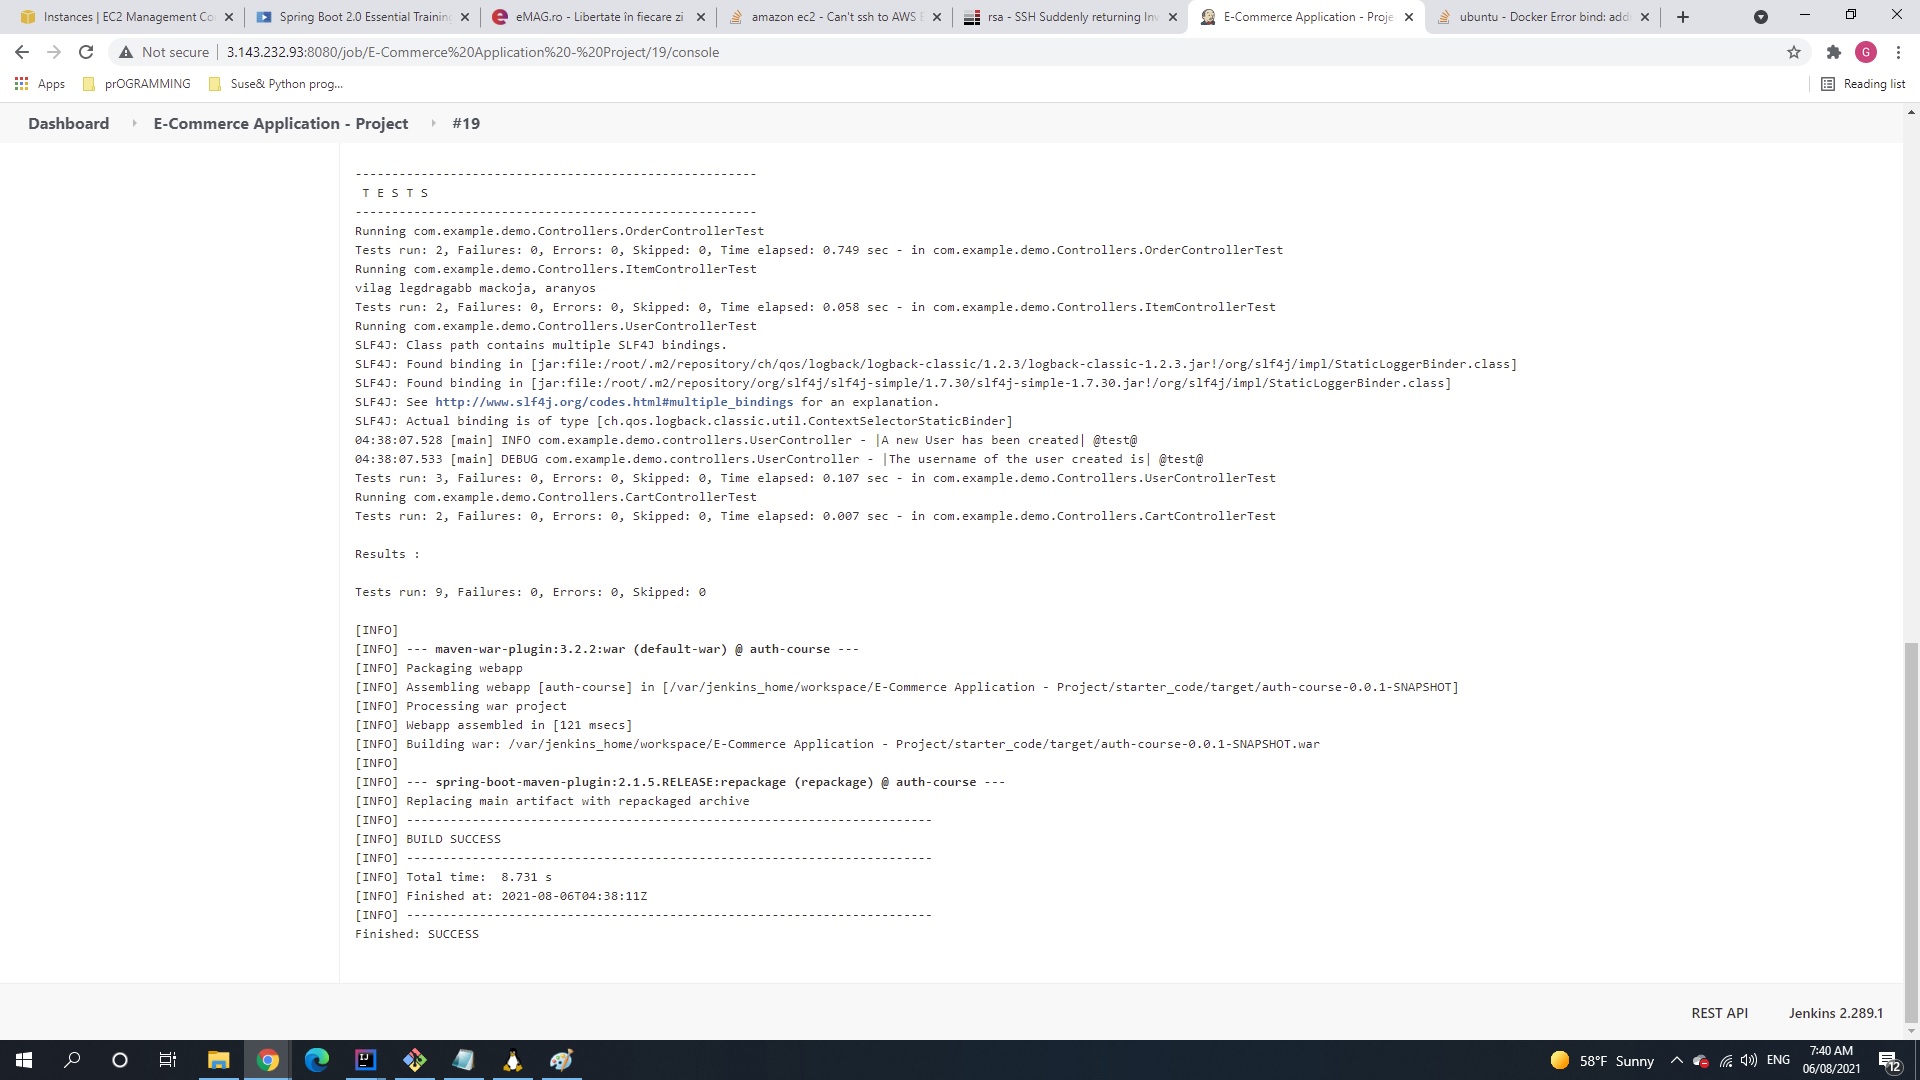 Instances | EC2 Management Co
Spring Boot 2.0 Essential Training
eMAG.ro - Libertate în fiecare zi
amazon ec2 - Can't ssh to AWS E
rsa - SSH Suddenly returning Inv
E-Commerce Application - Proje
ubuntu - Docker Error bind: add
Not secure
3.143.232.93:8080/job/E-Commerce%20Application%20-%20Project/19/console
G
Apps
prOGRAMMING
Suse& Python prog...
Reading list
Dashboard
E-Commerce Application - Project
#19
-------------------------------------------------------
T E S T S
-------------------------------------------------------
Running com.example.demo.Controllers.OrderControllerTest
Tests run: 2, Failures: 0, Errors: 0, Skipped: 0, Time elapsed: 0.749 sec - in com.example.demo.Controllers.OrderControllerTest
Running com.example.demo.Controllers.ItemControllerTest
vilag legdragabb mackoja, aranyos
Tests run: 2, Failures: 0, Errors: 0, Skipped: 0, Time elapsed: 0.058 sec - in com.example.demo.Controllers.ItemControllerTest
Running com.example.demo.Controllers.UserControllerTest
SLF4J: Class path contains multiple SLF4J bindings.
SLF4J: Found binding in [jar:file:/root/.m2/repository/ch/qos/logback/logback-classic/1.2.3/logback-classic-1.2.3.jar!/org/slf4j/impl/StaticLoggerBinder.class]
SLF4J: Found binding in [jar:file:/root/.m2/repository/org/slf4j/slf4j-simple/1.7.30/slf4j-simple-1.7.30.jar!/org/slf4j/impl/StaticLoggerBinder.class]
SLF4J: See http://www.slf4j.org/codes.html#multiple_bindings for an explanation.
SLF4J: Actual binding is of type [ch.qos.logback.classic.util.ContextSelectorStaticBinder]
04:38:07.528 [main] INFO com.example.demo.controllers.UserController - |A new User has been created| @test@
04:38:07.533 [main] DEBUG com.example.demo.controllers.UserController - |The username of the user created is| @test@
Tests run: 3, Failures: 0, Errors: 0, Skipped: 0, Time elapsed: 0.107 sec - in com.example.demo.Controllers.UserControllerTest
Running com.example.demo.Controllers.CartControllerTest
Tests run: 2, Failures: 0, Errors: 0, Skipped: 0, Time elapsed: 0.007 sec - in com.example.demo.Controllers.CartControllerTest
Results :
Tests run: 9, Failures: 0, Errors: 0, Skipped: 0
[INFO]
[INFO] --- maven-war-plugin:3.2.2:war (default-war) @ auth-course ---
[INFO] Packaging webapp
[INFO] Assembling webapp [auth-course] in [/var/jenkins_home/workspace/E-Commerce Application - Project/starter_code/target/auth-course-0.0.1-SNAPSHOT]
[INFO] Processing war project
[INFO] Webapp assembled in [121 msecs]
[INFO] Building war: /var/jenkins_home/workspace/E-Commerce Application - Project/starter_code/target/auth-course-0.0.1-SNAPSHOT.war
[INFO]
[INFO] --- spring-boot-maven-plugin:2.1.5.RELEASE:repackage (repackage) @ auth-course ---
[INFO] Replacing main artifact with repackaged archive
[INFO] ------------------------------------------------------------------------
[INFO] BUILD SUCCESS
[INFO] ------------------------------------------------------------------------
[INFO] Total time:  8.731 s
[INFO] Finished at: 2021-08-06T04:38:11Z
[INFO] ------------------------------------------------------------------------
Finished: SUCCESS
REST API
Jenkins 2.289.1
58°F Sunny
ENG
7:40 AM
06/08/2021
12